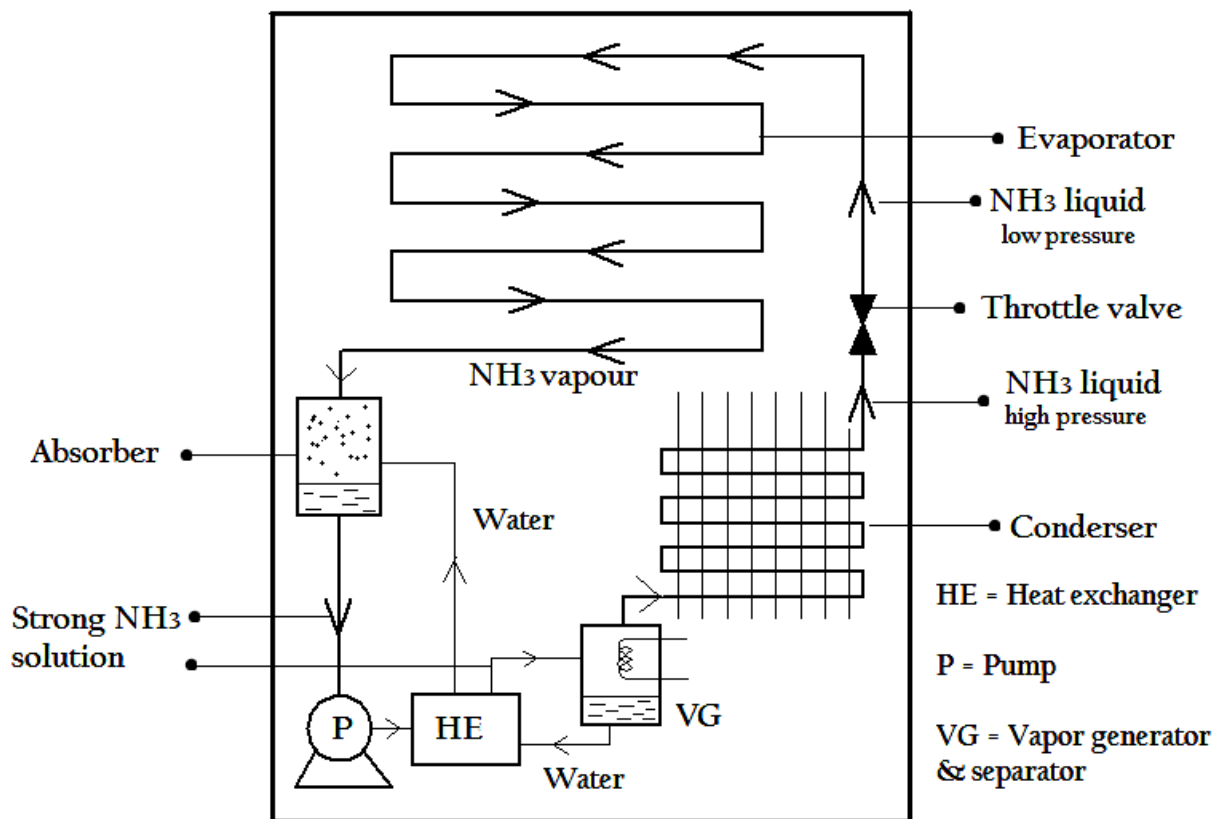 Evaporator
NH3 liquid
low pressure
Throttle valve
NH3 vapour
NH3 liquid
high pressure
Absorber
Water
Conderser
HE = Heat exchanger
Strong NH3
solution
P = Pump
P
HE
VG
VG = Vapor generator
& separator
Water